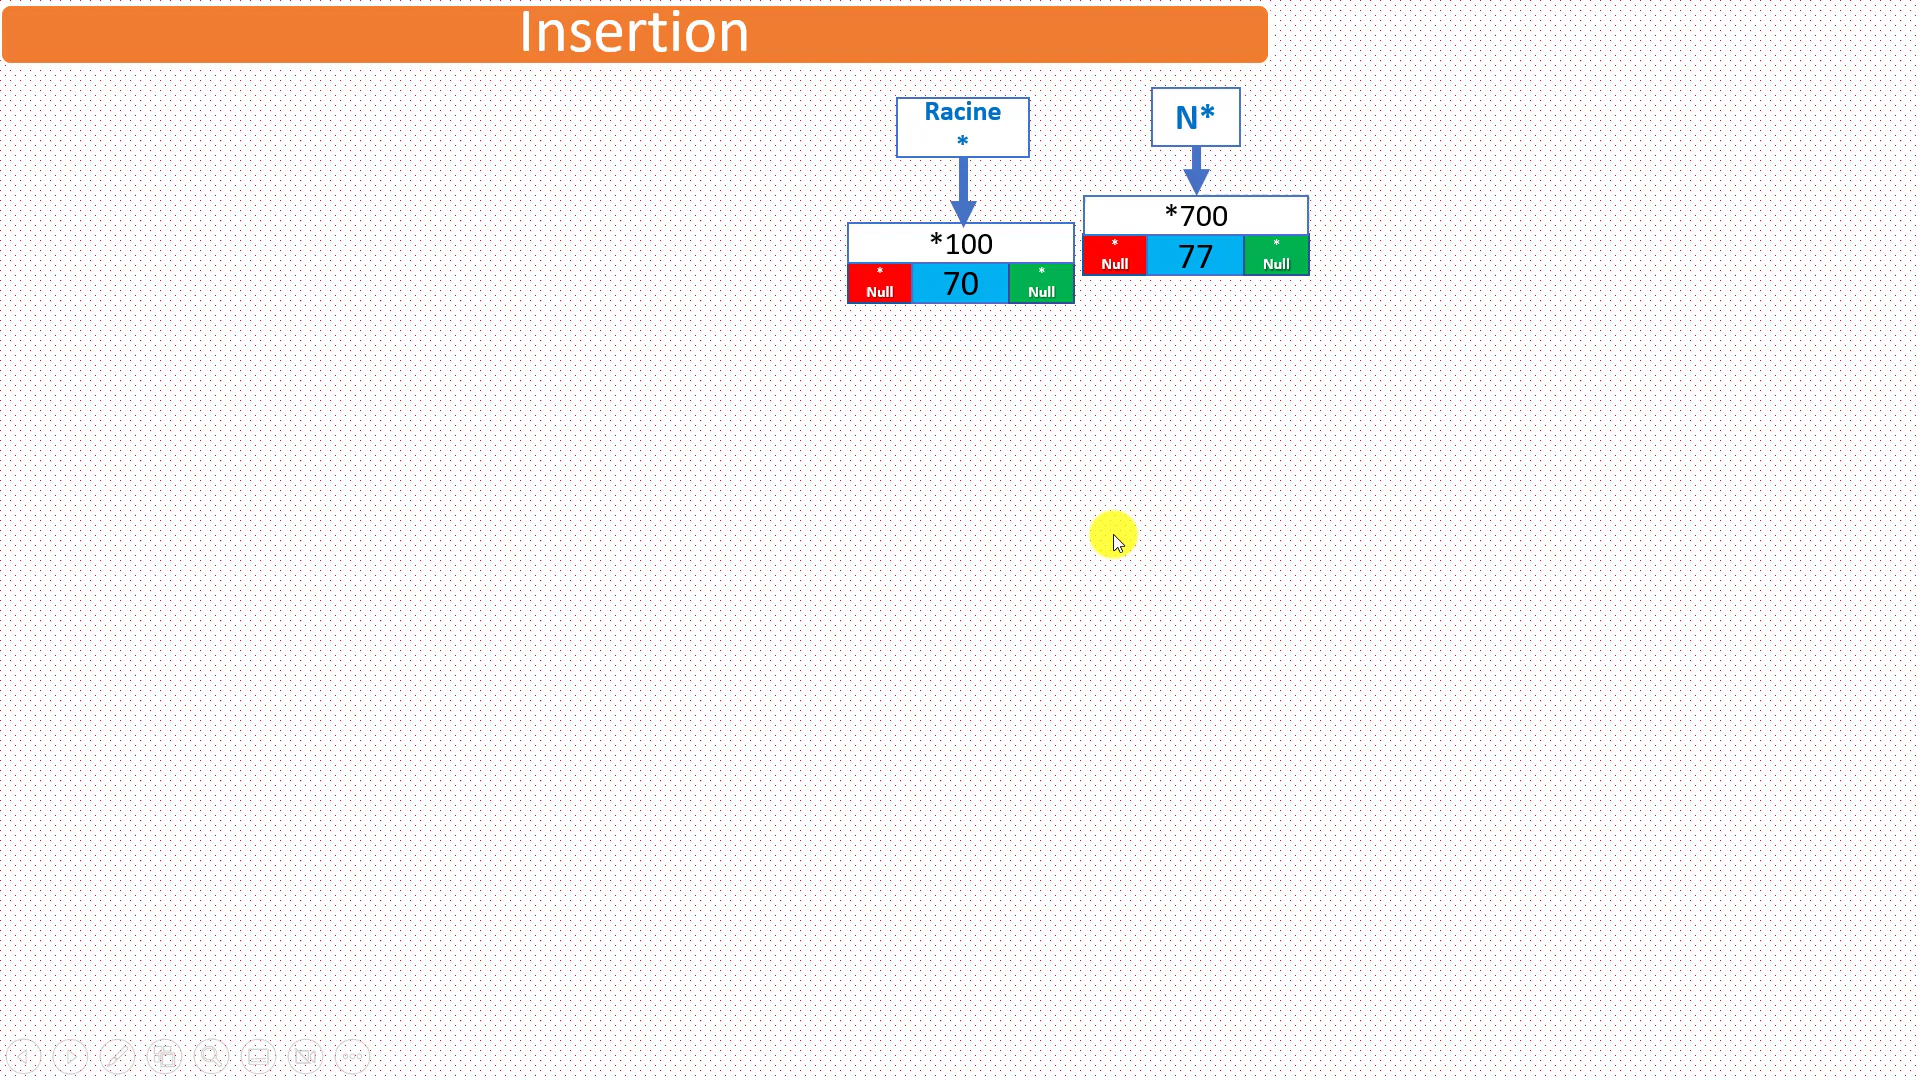 Insertion
Racine
*
N*
*100
*
Null
70
*
Null
*700
*
Null
77
*
Null